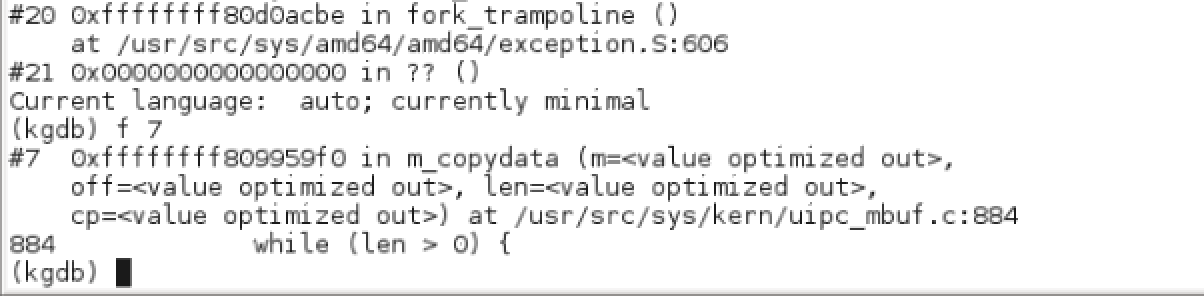 #20 0xffffffff80d0acbe in fork_trampoline ()
    at /usr/src/sys/amd64/amd64/exception.S:606
#21 0x0000000000000000 in ?? ()
Current language:  auto; currently minimal
(kgdb) f 7
#7  0xffffffff809959f0 in m_copydata (m=<value optimized out>,
    off=<value optimized out>, len=<value optimized out>,
    cp=<value optimized out>) at /usr/src/sys/kern/uipc_mbuf.c:884
884             while (len > 0) {
(kgdb)